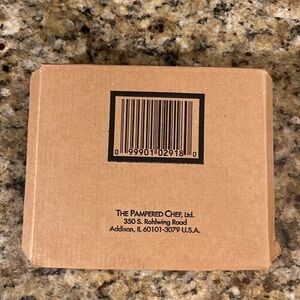 0 99901 02918 0
THE PAMPERED CHEF, Ltd.
350 S. Rohlwing Road
Addison, IL 60101-3079 U.S.A.